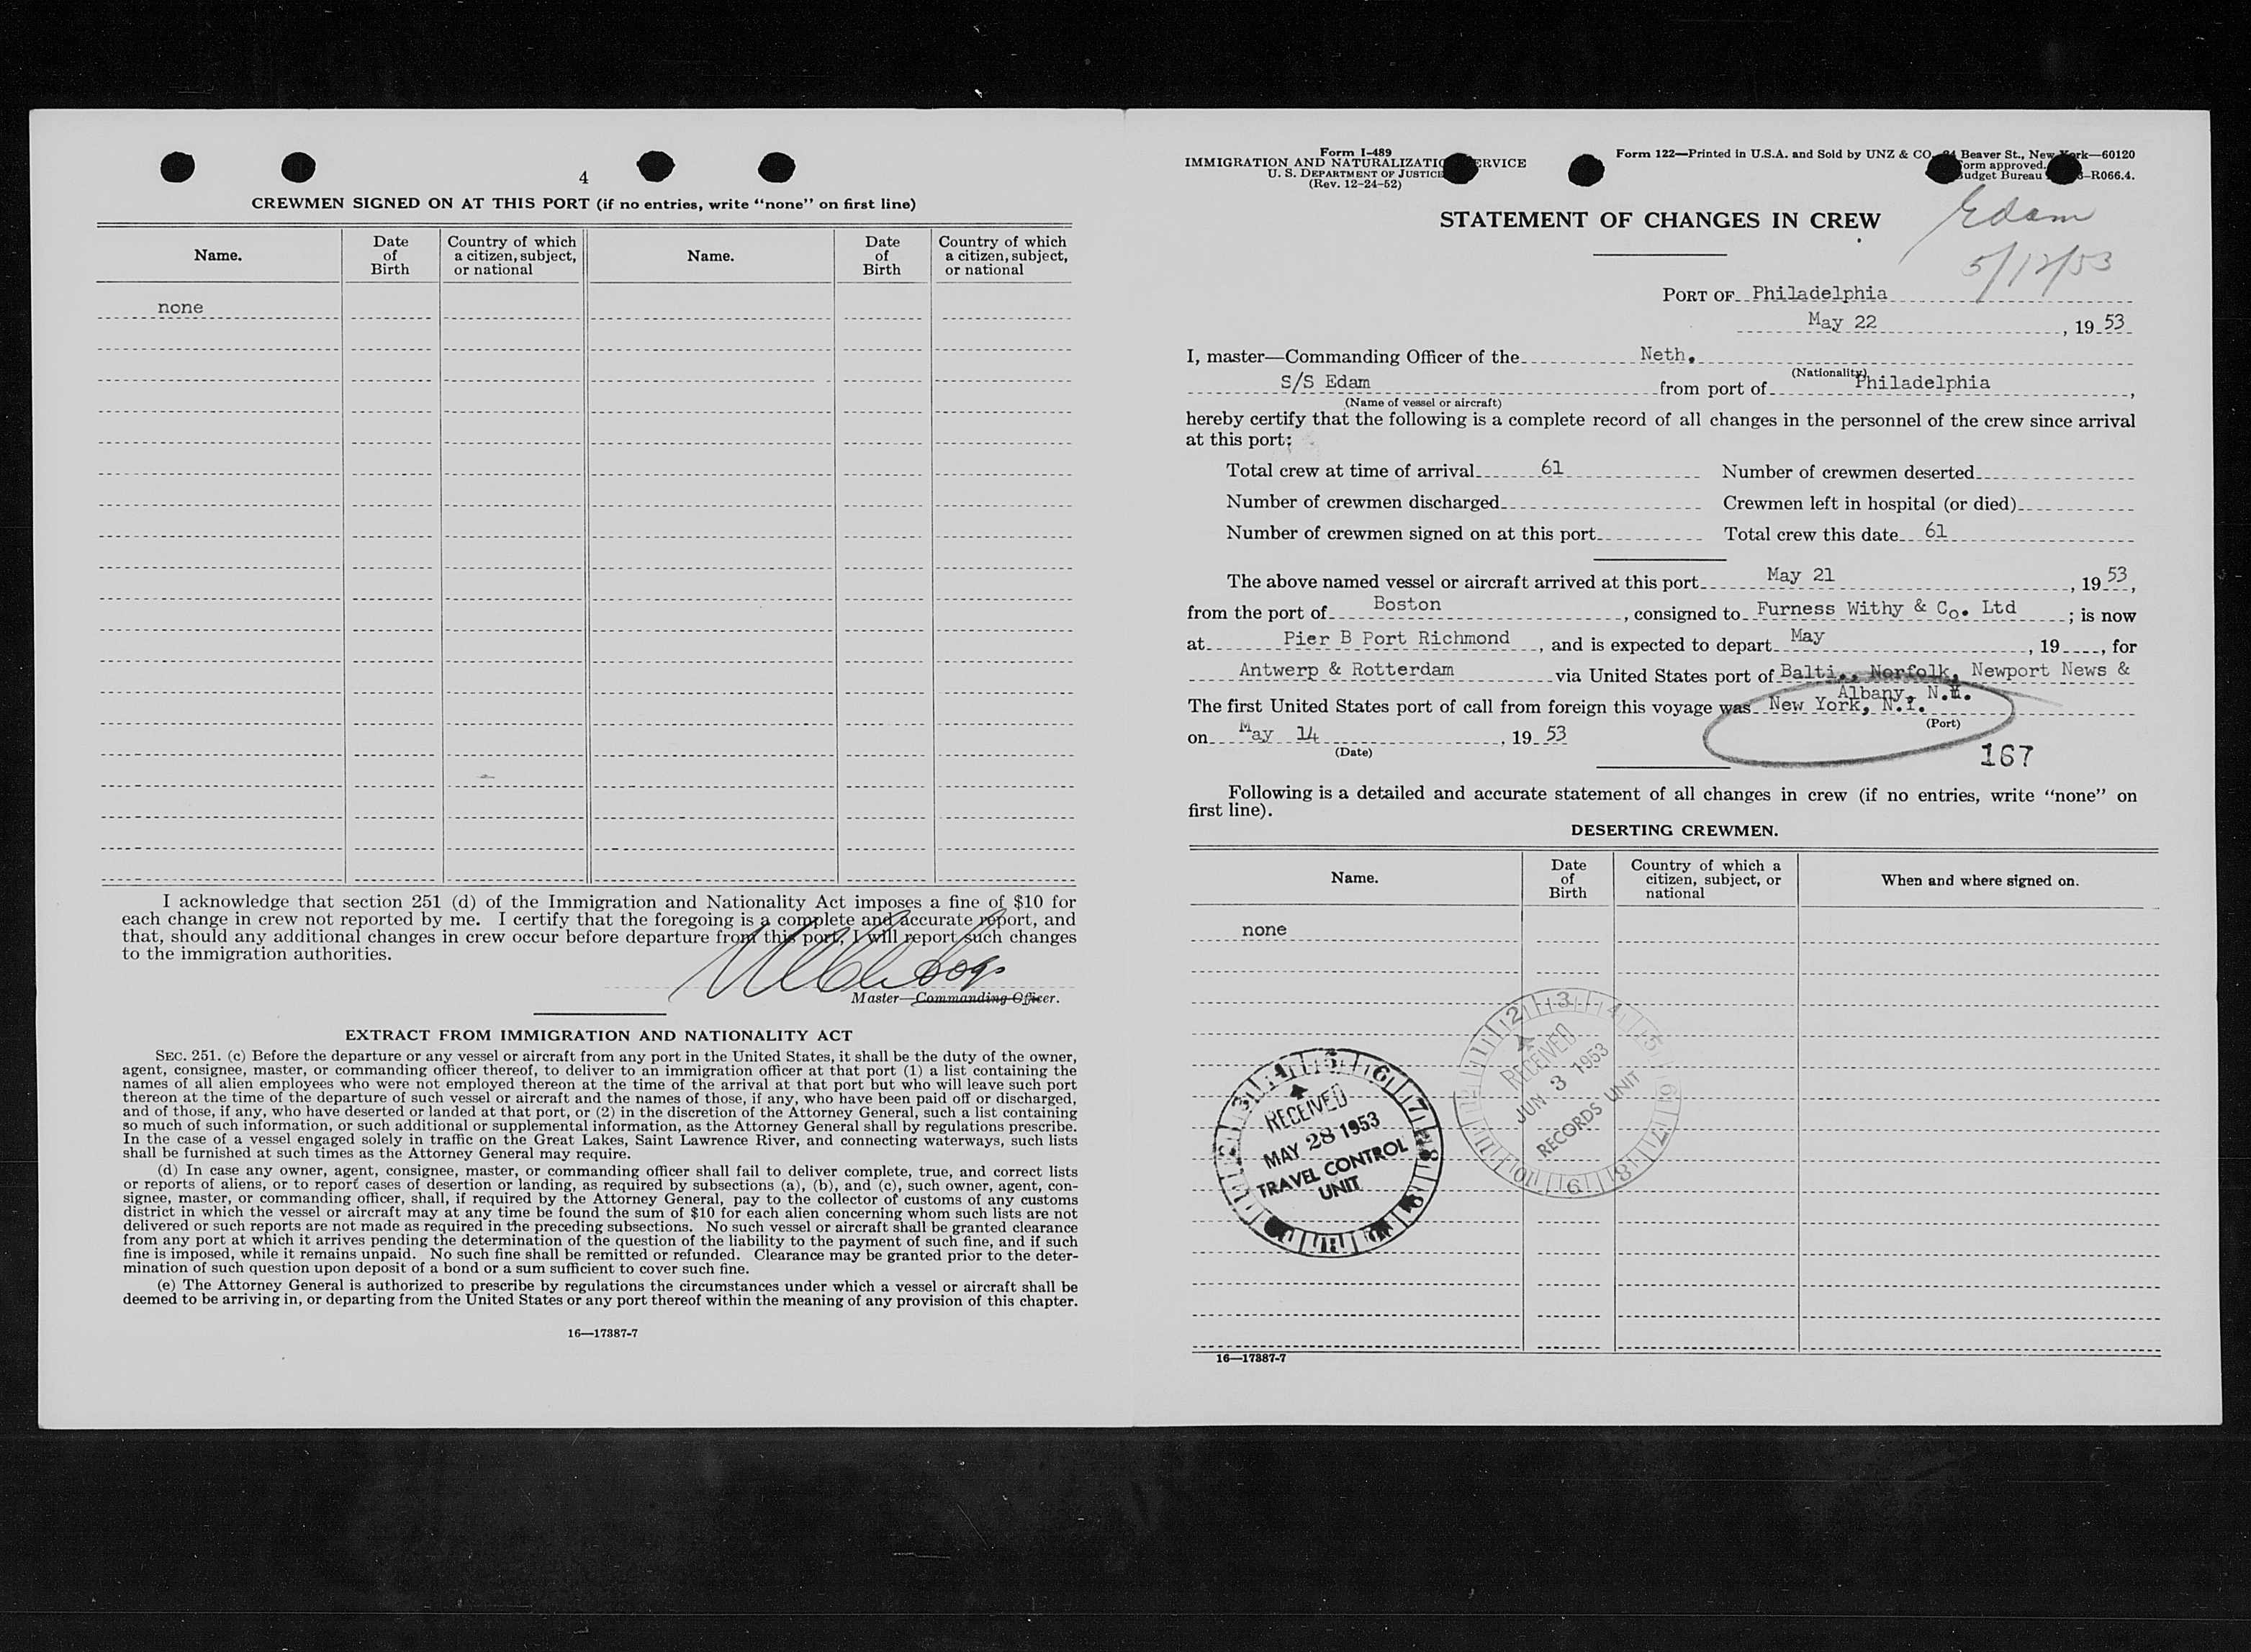 4
CREWMEN SIGNED ON AT THIS PORT (if no entries, write “none” on first line)
Name.
Date of Birth
Country of which a citizen, subject, or national
Name.
Date of Birth
Country of which a citizen, subject, or national
none
I acknowledge that section 251 (d) of the Immigration and Nationality Act imposes a fine of $10 for
each change in crew not reported by me. I certify that the foregoing is a complete and accurate report, and
that, should any additional changes in crew occur before departure from this port, I will report such changes
to the immigration authorities.
Master—Commanding Officer.
EXTRACT FROM IMMIGRATION AND NATIONALITY ACT
SEC. 251. (c) Before the departure or any vessel or aircraft from any port in the United States, it shall be the duty of the owner,
agent, consignee, master, or commanding officer thereof, to deliver to an immigration officer at that port (1) a list containing the
names of all alien employees who were not employed thereon at the time of the arrival at that port but who will leave such port
thereon at the time of the departure of such vessel or aircraft and the names of those, if any, who have been paid off or discharged,
and of those, if any, who have deserted or landed at that port, or (2) in the discretion of the Attorney General, such a list containing
so much of such information, or such additional or supplemental information, as the Attorney General shall by regulations prescribe.
In the case of a vessel engaged solely in traffic on the Great Lakes, Saint Lawrence River, and connecting waterways, such lists
shall be furnished at such times as the Attorney General may require.
(d) In case any owner, agent, consignee, master, or commanding officer shall fail to deliver complete, true, and correct lists
or reports of aliens, or to report cases of desertion or landing, as required by subsections (a), (b), and (c), such owner, agent, con-
signee, master, or commanding officer, shall, if required by the Attorney General, pay to the collector of customs of any customs
district in which the vessel or aircraft may at any time be found the sum of $10 for each alien concerning whom such lists are not
delivered or such reports are not made as required in the preceding subsections. No such vessel or aircraft shall be granted clearance
from any port at which it arrives pending the determination of the question of the liability to the payment of such fine, and if such
fine is imposed, while it remains unpaid. No such fine shall be remitted or refunded. Clearance may be granted prior to the deter-
mination of such question upon deposit of a bond or a sum sufficient to cover such fine.
(e) The Attorney General is authorized to prescribe by regulations the circumstances under which a vessel or aircraft shall be
deemed to be arriving in, or departing from the United States or any port thereof within the meaning of any provision of this chapter.
16—17387-7
Form I-489
IMMIGRATION AND NATURALIZATION SERVICE
U. S. DEPARTMENT OF JUSTICE
(Rev. 12-24-52)
Form 122—Printed in U.S.A. and Sold by UNZ & CO. Beaver St., New York—60120
Form approved.
Budget Bureau -R066.4.
Edam
5/12/53
STATEMENT OF CHANGES IN CREW
PORT OF Philadelphia
May 22, 19 53
I, master—Commanding Officer of the Neth.
(Nationality)
S/S Edam from port of Philadelphia,
(Name of vessel or aircraft)
hereby certify that the following is a complete record of all changes in the personnel of the crew since arrival
at this port:
Total crew at time of arrival 61 Number of crewmen deserted
Number of crewmen discharged Crewmen left in hospital (or died)
Number of crewmen signed on at this port Total crew this date 61
The above named vessel or aircraft arrived at this port May 21, 19 53,
from the port of Boston, consigned to Furness Withy & Co. Ltd; is now
at Pier B Port Richmond, and is expected to depart May, 19, for
Antwerp & Rotterdam via United States port of Balti., Norfolk, Newport News &
Albany, N.Y.
The first United States port of call from foreign this voyage was New York, N.Y.
(Port)
on May 14, 19 53
(Date)
167
Following is a detailed and accurate statement of all changes in crew (if no entries, write “none” on
first line).
DESERTING CREWMEN.
Name.
Date of Birth
Country of which a citizen, subject, or national
When and where signed on.
none
RECEIVED
JUN 3 1953
RECORDS UNIT
RECEIVED
MAY 28 1953
TRAVEL CONTROL
UNIT
16—17387-7